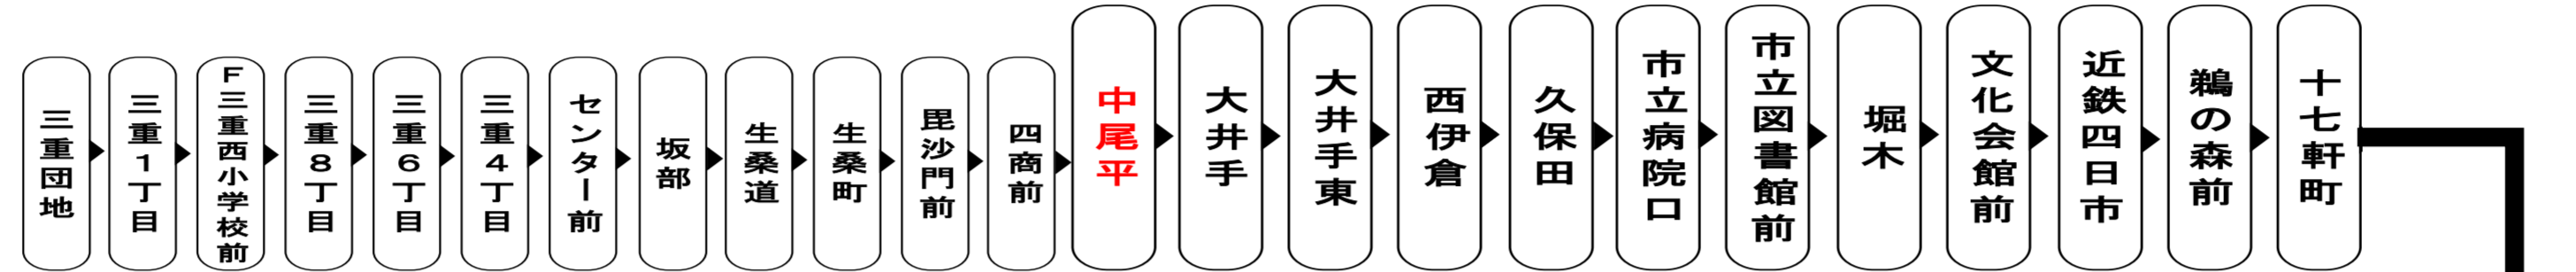 三重団地
三重1丁目
F三重西小学校前
三重8丁目
三重6丁目
三重4丁目
センター前
坂部
生桑道
生桑町
毘沙門前
四商前
中尾平
大井手
大井手東
西伊倉
久保田
市立病院口
市立図書館前
堀木
文化会館前
近鉄四日市
鵜の森前
十七軒町